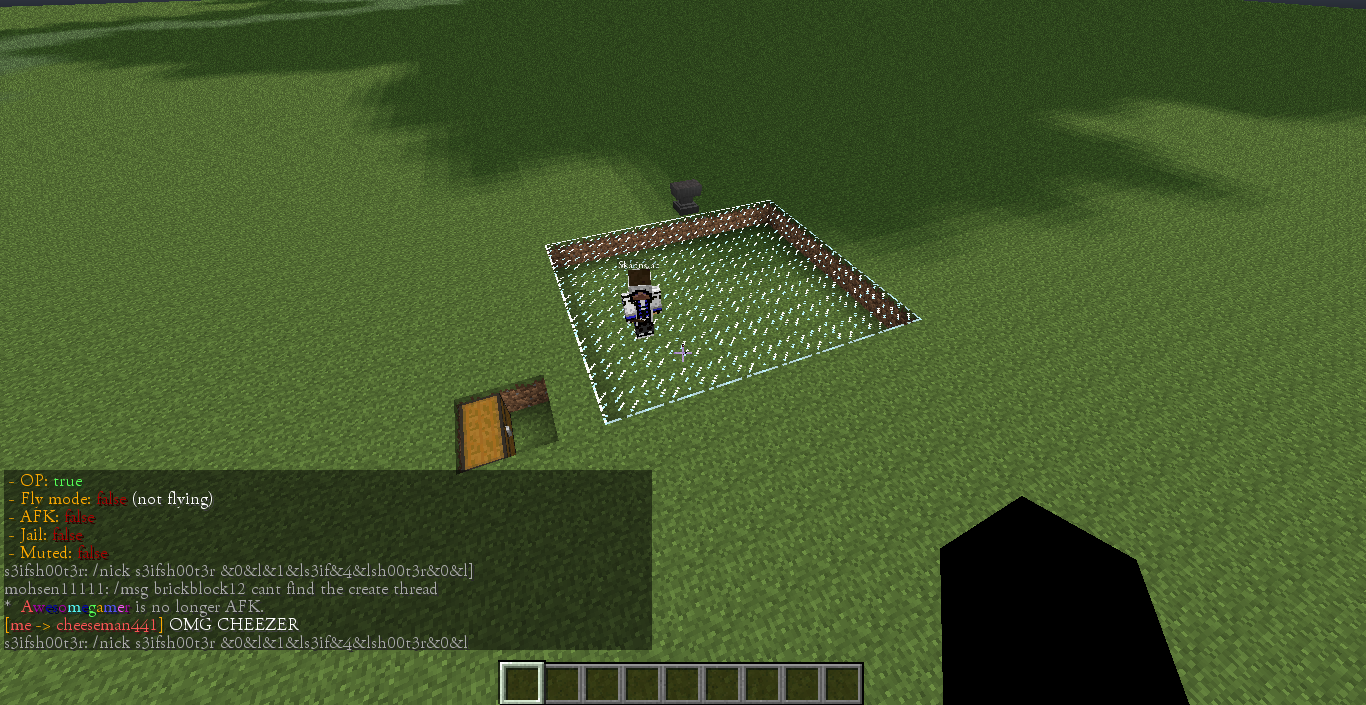 - OP: true
- Fly mode: false (not flying)
- AFK: false
- Jail: false
- Muted: false
s3ifsh00t3r: /nick s3ifsh00t3r &0&l&1&ls3if&4&lsh00t3r&0&l]
mohsen11111: /msg brickblock12 cant find the create thread
* Awesom-gamer is no longer AFK.
[me -> cheeseman441] OMG CHEEZER
s3ifsh00t3r: /nick s3ifsh00t3r &0&l&1&ls3if&4&lsh00t3r&0&l